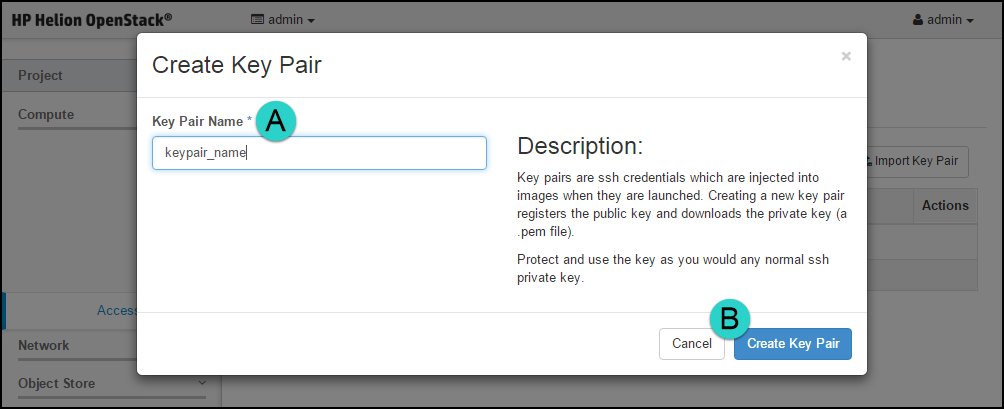 HP Helion OpenStack® admin admin
Create Key Pair ×
Project
Compute
Key Pair Name * A
keypair_name
Description:
Key pairs are ssh credentials which are injected into
images when they are launched. Creating a new key pair
registers the public key and downloads the private key (a
.pem file).
Protect and use the key as you would any normal ssh
private key.
Import Key Pair
Actions
Access
B
Cancel Create Key Pair
Network
Object Store